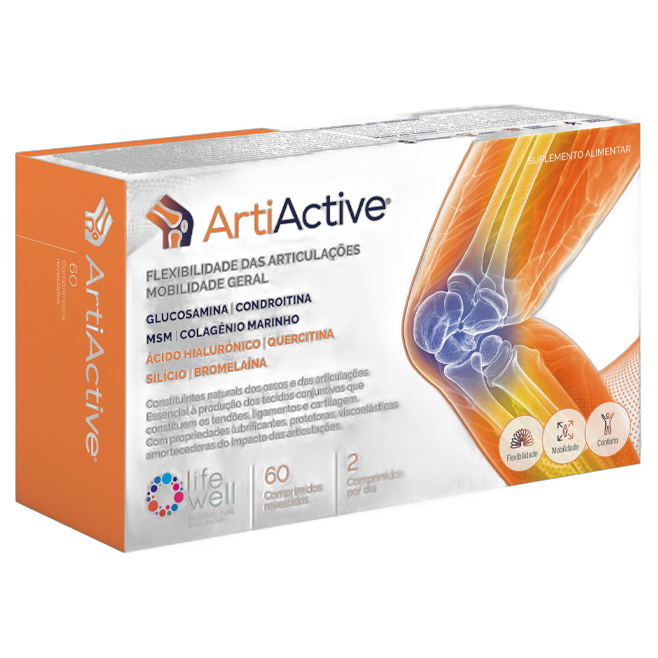 SUPLEMENTO ALIMENTAR
ArtiActive®
FLEXIBILIDADE DAS ARTICULAÇÕES
MOBILIDADE GERAL
GLUCOSAMINA | CONDROITINA
MSM | COLAGÉNIO MARINHO
ÁCIDO HIALURÓNICO | QUERCITINA
SILÍCIO | BROMELAÍNA
Constituintes naturais dos ossos e das articulações
Essencial à produção dos tecidos conjuntivos que
constituem os tendões, ligamentos e cartilagem.
Com propriedades lubrificantes, protetoras, viscoelásticas
amortecedoras do impacto das articulações.
life
well
60
Comprimidos
revestidos
2
Comprimidos
por dia
Flexibilidade
Mobilidade
Conforto
ArtiActive®
60
Comprimidos
revestidos